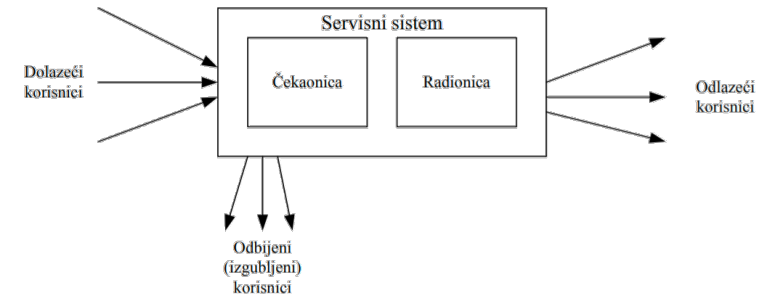 Servisni sistem
Dolazeći
korisnici
Čekaonica
Radionica
Odlazeći
korisnici
Odbijeni
(izgubljeni)
korisnici